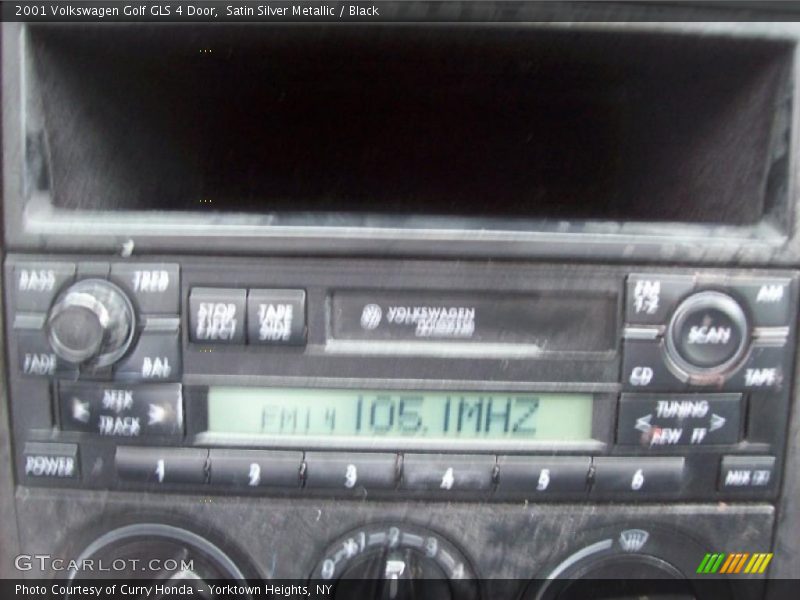 2001 Volkswagen Golf GLS 4 Door, Satin Silver Metallic / Black
BASS TREB
FADE BAL
STOP EJECT
TAPE SIDE
VOLKSWAGEN
FM 1-2 AM
SCAN
CD TAPE
SEEK
TRACK
FM1 4 105.1MHZ
TUNING
< >
REW FF
POWER 1 2 3 4 5 6 MIX
GTCARLOT.COM
Photo Courtesy of Curry Honda - Yorktown Heights, NY